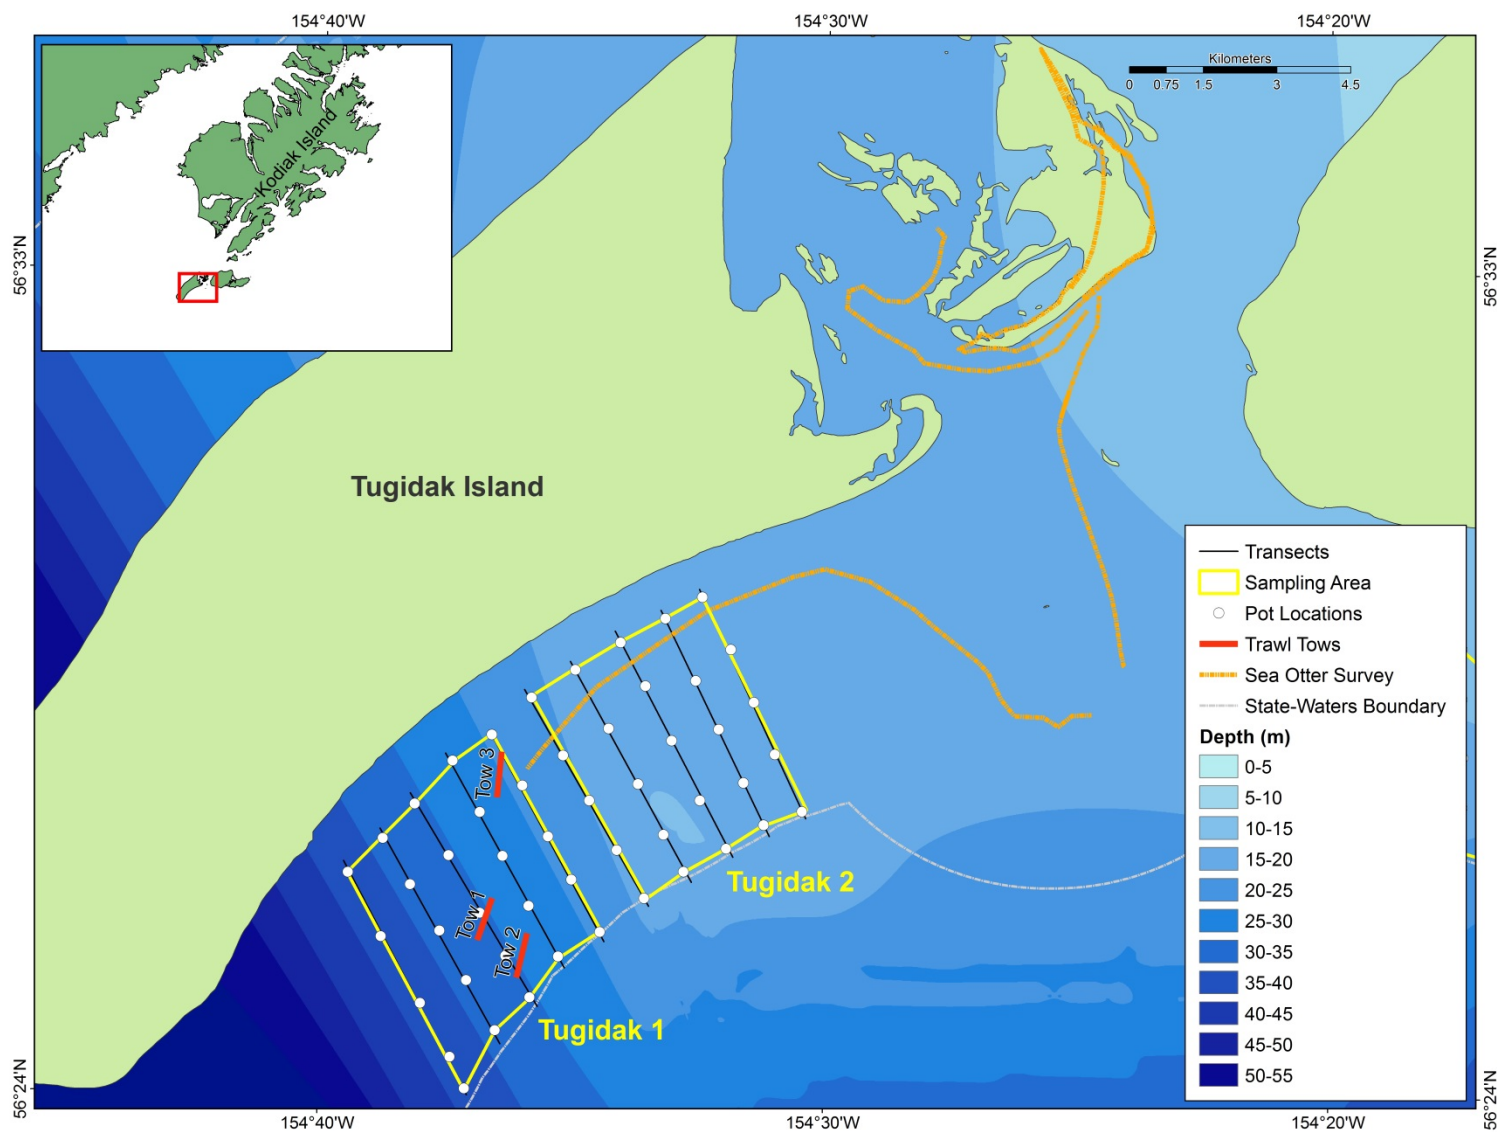 154°40'W
154°30'W
154°20'W
Kilometers
0 0.75 1.5 3 4.5
Kodiak Island
56°33'N
56°33'N
Tugidak Island
Transects
Sampling Area
Pot Locations
Trawl Tows
Sea Otter Survey
State-Waters Boundary
Depth (m)
0-5
5-10
10-15
15-20
20-25
25-30
30-35
35-40
40-45
45-50
50-55
Tow 3
Tow 1
Tow 2
Tugidak 2
Tugidak 1
56°24'N
56°24'N
154°40'W
154°30'W
154°20'W